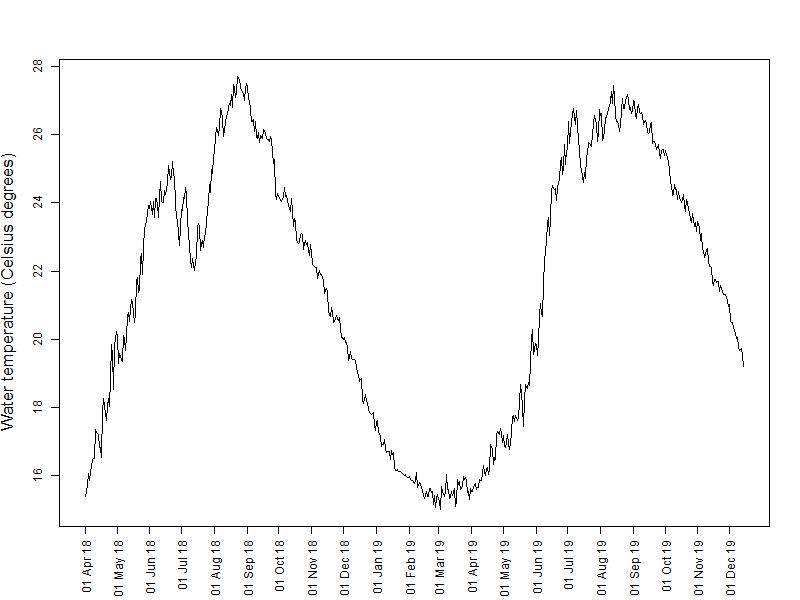 Water temperature (Celsius degrees)
28
26
24
22
20
18
16
01 Apr 18
01 May 18
01 Jun 18
01 Jul 18
01 Aug 18
01 Sep 18
01 Oct 18
01 Nov 18
01 Dec 18
01 Jan 19
01 Feb 19
01 Mar 19
01 Apr 19
01 May 19
01 Jun 19
01 Jul 19
01 Aug 19
01 Sep 19
01 Oct 19
01 Nov 19
01 Dec 19